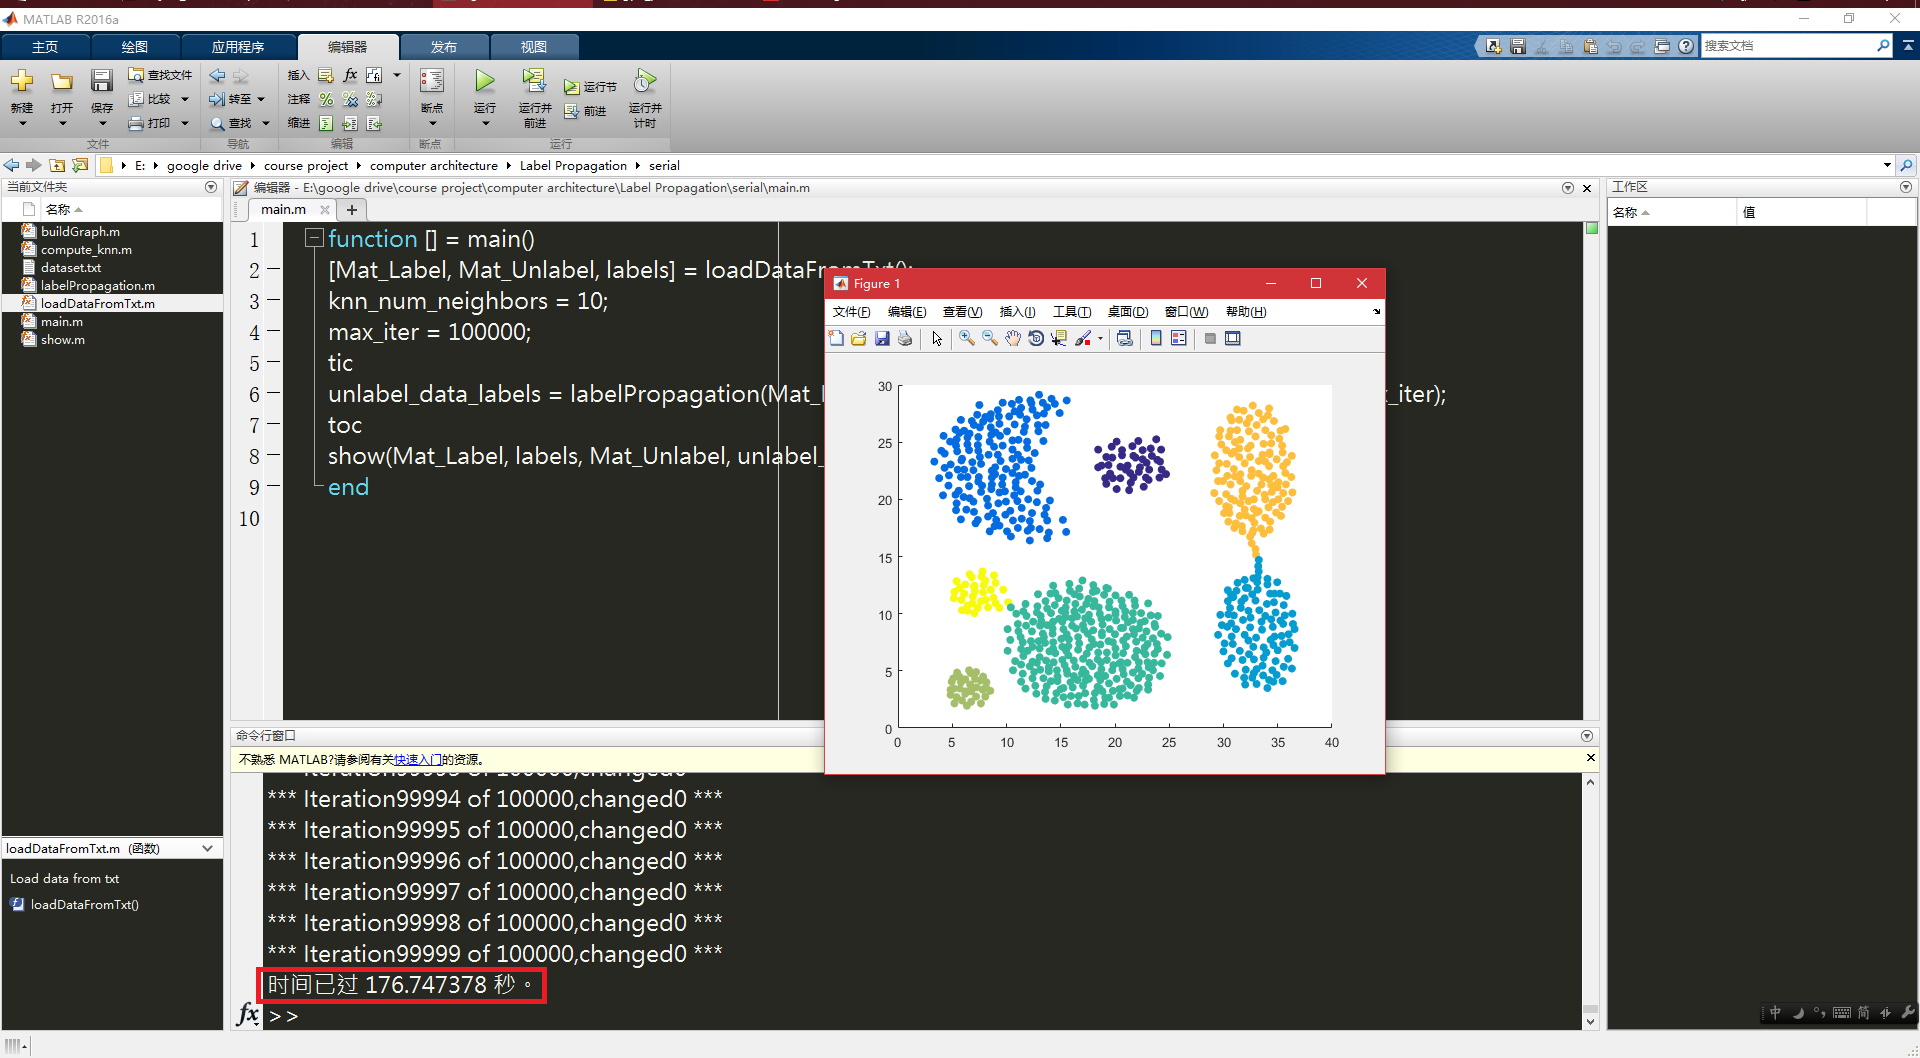 MATLAB R2016a
主页 绘图 应用程序 编辑器 发布 视图
搜索文档
新建 打开 保存 查找文件 比较 打印
转至 查找
插入 注释 缩进
断点 运行 运行并前进 运行节 前进 运行并计时
文件 导航 编辑 断点 运行
E: google drive course project computer architecture Label Propagation serial
当前文件夹
名称
buildGraph.m
compute_knn.m
dataset.txt
labelPropagation.m
loadDataFromTxt.m
main.m
show.m
loadDataFromTxt.m (函数)
Load data from txt
loadDataFromTxt()
编辑器 - E:\google drive\course project\computer architecture\Label Propagation\serial\main.m
main.m
1 function [] = main()
2 [Mat_Label, Mat_Unlabel, labels] = loadDataFromTxt();
3 knn_num_neighbors = 10;
4 max_iter = 100000;
5 tic
6 unlabel_data_labels = labelPropagation(Mat_ _iter);
7 toc
8 show(Mat_Label, labels, Mat_Unlabel, unlabel_
9 end
10
Figure 1
文件(F) 编辑(E) 查看(V) 插入(I) 工具(T) 桌面(D) 窗口(W) 帮助(H)
30
25
20
15
10
5
0
0 5 10 15 20 25 30 35 40
命令行窗口
不熟悉 MATLAB?请参阅有关快速入门的资源。
*** Iteration99994 of 100000,changed0 ***
*** Iteration99995 of 100000,changed0 ***
*** Iteration99996 of 100000,changed0 ***
*** Iteration99997 of 100000,changed0 ***
*** Iteration99998 of 100000,changed0 ***
*** Iteration99999 of 100000,changed0 ***
时间已过 176.747378 秒。
fx >>
工作区
名称 值
中 简